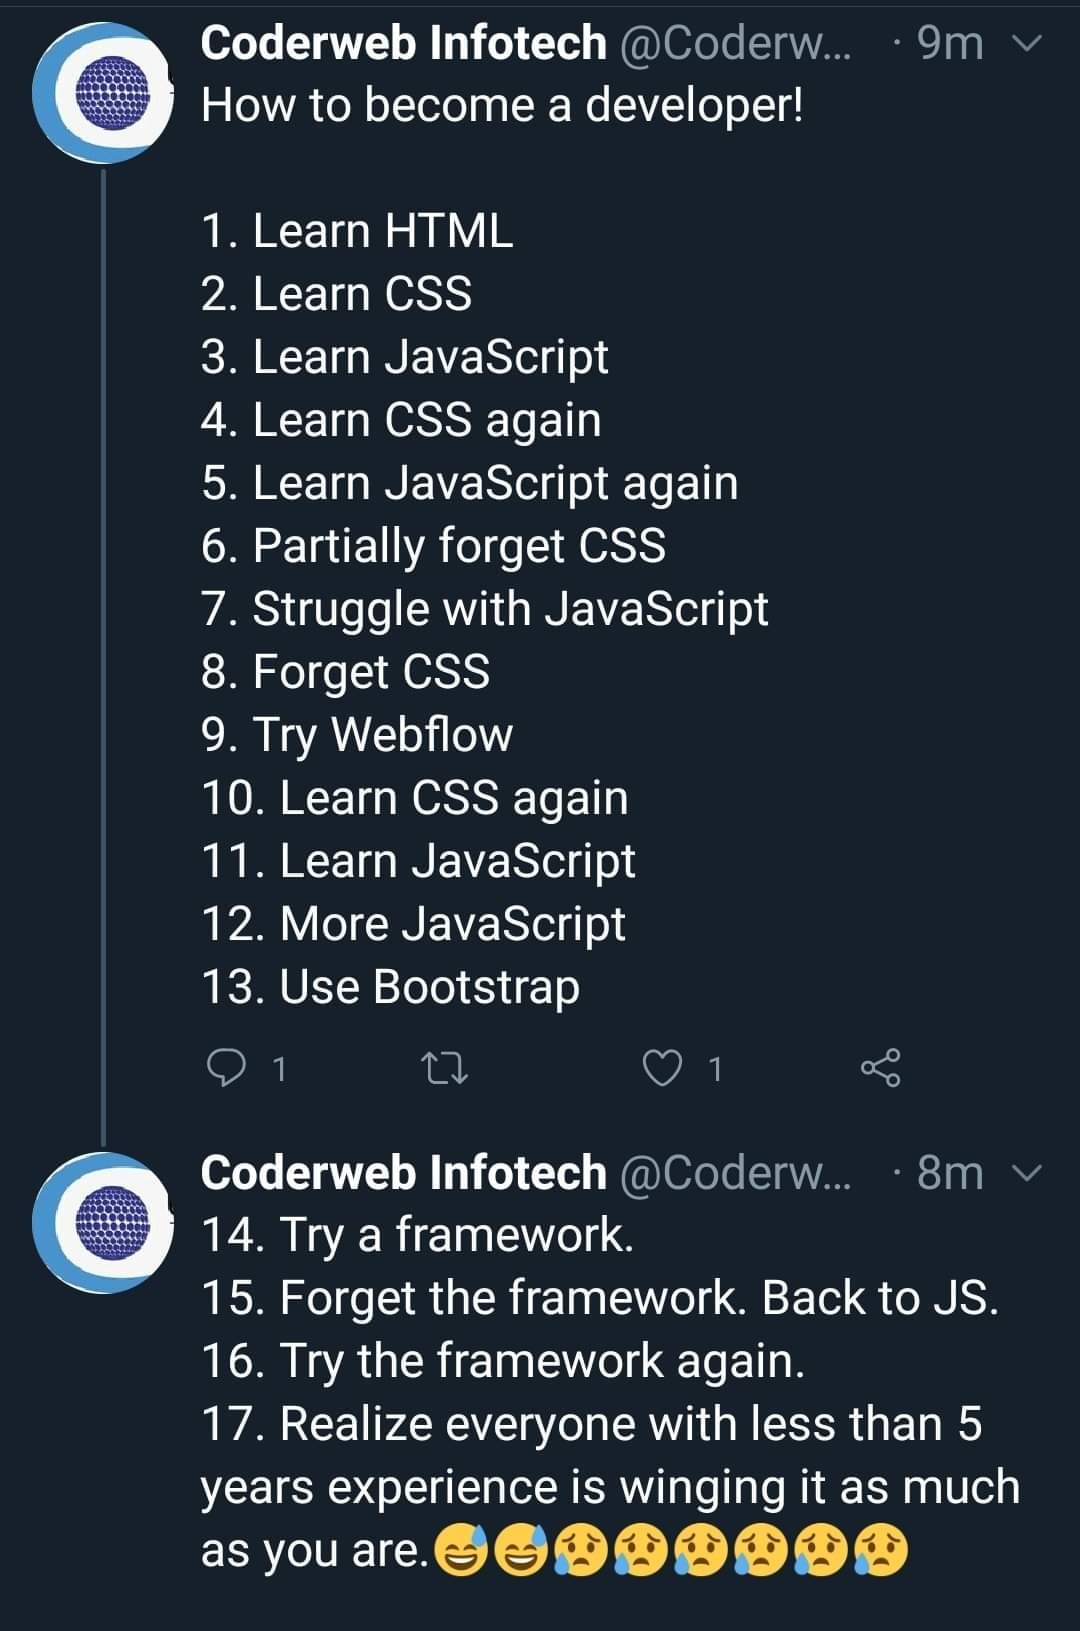 Coderweb Infotech @Coderw... · 9m
How to become a developer!
1. Learn HTML
2. Learn CSS
3. Learn JavaScript
4. Learn CSS again
5. Learn JavaScript again
6. Partially forget CSS
7. Struggle with JavaScript
8. Forget CSS
9. Try Webflow
10. Learn CSS again
11. Learn JavaScript
12. More JavaScript
13. Use Bootstrap
1 1
Coderweb Infotech @Coderw... · 8m
14. Try a framework.
15. Forget the framework. Back to JS.
16. Try the framework again.
17. Realize everyone with less than 5
years experience is winging it as much
as you are.😅😅😥😥😥😥😥😥